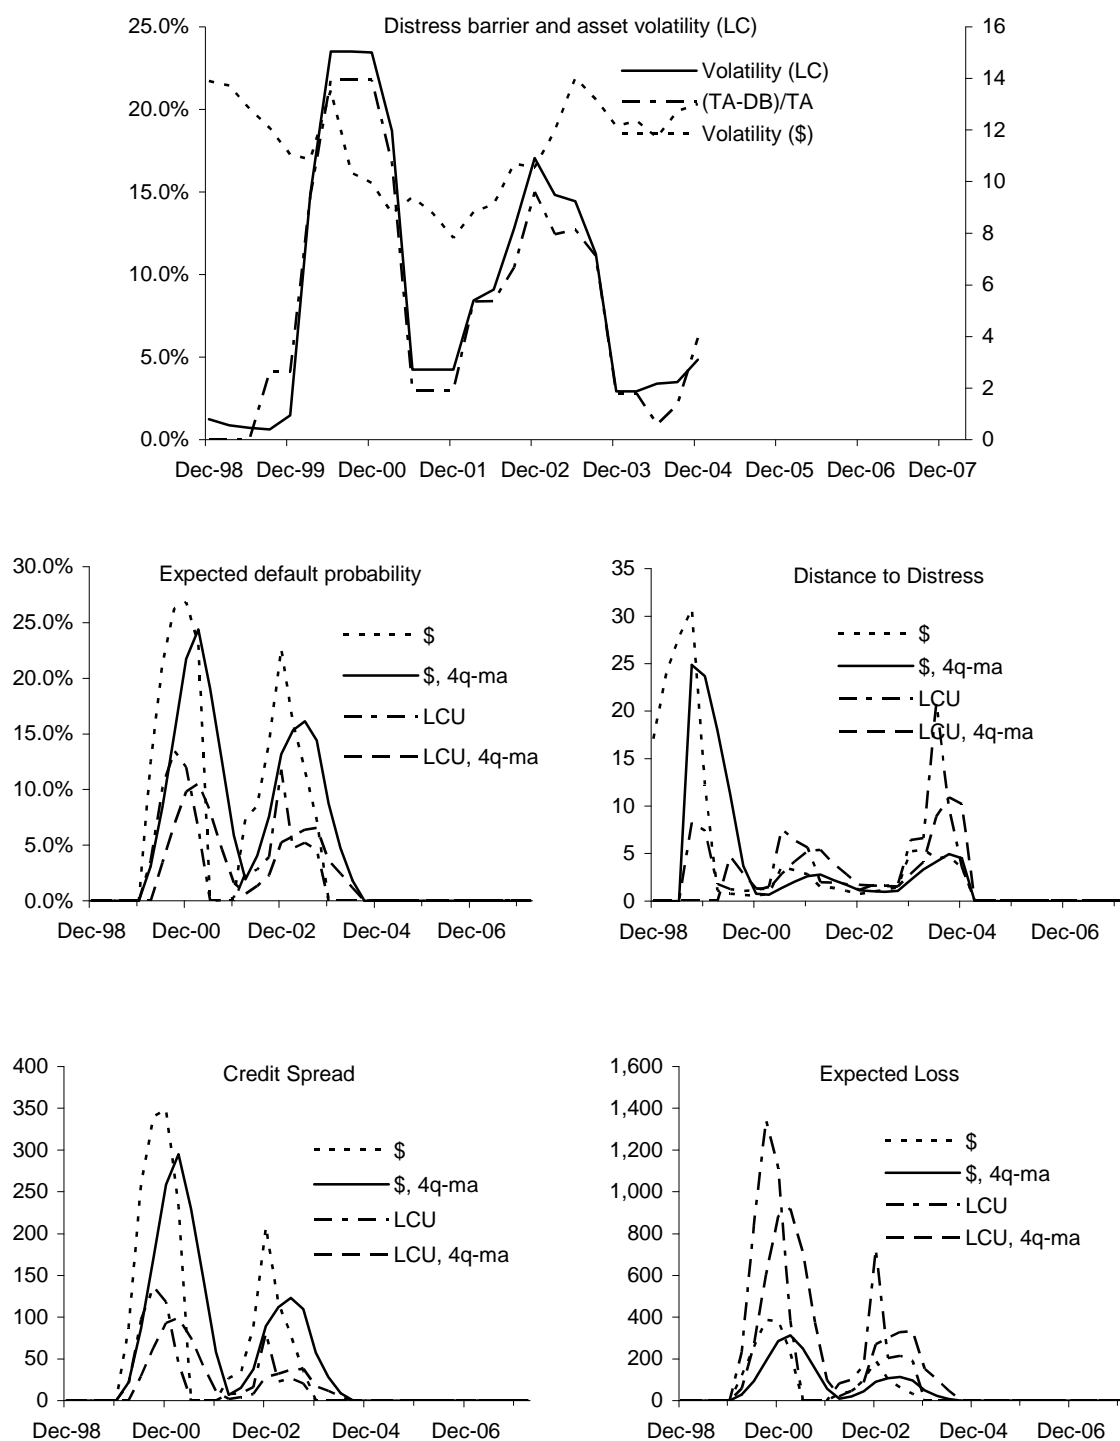 Distress barrier and asset volatility (LC)
25.0%
20.0%
15.0%
10.0%
5.0%
0.0%
16
14
12
10
8
6
4
2
0
Volatility (LC)
(TA-DB)/TA
Volatility ($)
Dec-98 Dec-99 Dec-00 Dec-01 Dec-02 Dec-03 Dec-04 Dec-05 Dec-06 Dec-07
Expected default probability
30.0%
25.0%
20.0%
15.0%
10.0%
5.0%
0.0%
$
$, 4q-ma
LCU
LCU, 4q-ma
Dec-98 Dec-00 Dec-02 Dec-04 Dec-06
Distance to Distress
35
30
25
20
15
10
5
0
$
$, 4q-ma
LCU
LCU, 4q-ma
Dec-98 Dec-00 Dec-02 Dec-04 Dec-06
Credit Spread
400
350
300
250
200
150
100
50
0
$
$, 4q-ma
LCU
LCU, 4q-ma
Dec-98 Dec-00 Dec-02 Dec-04 Dec-06
Expected Loss
1,600
1,400
1,200
1,000
800
600
400
200
0
$
$, 4q-ma
LCU
LCU, 4q-ma
Dec-98 Dec-00 Dec-02 Dec-04 Dec-06